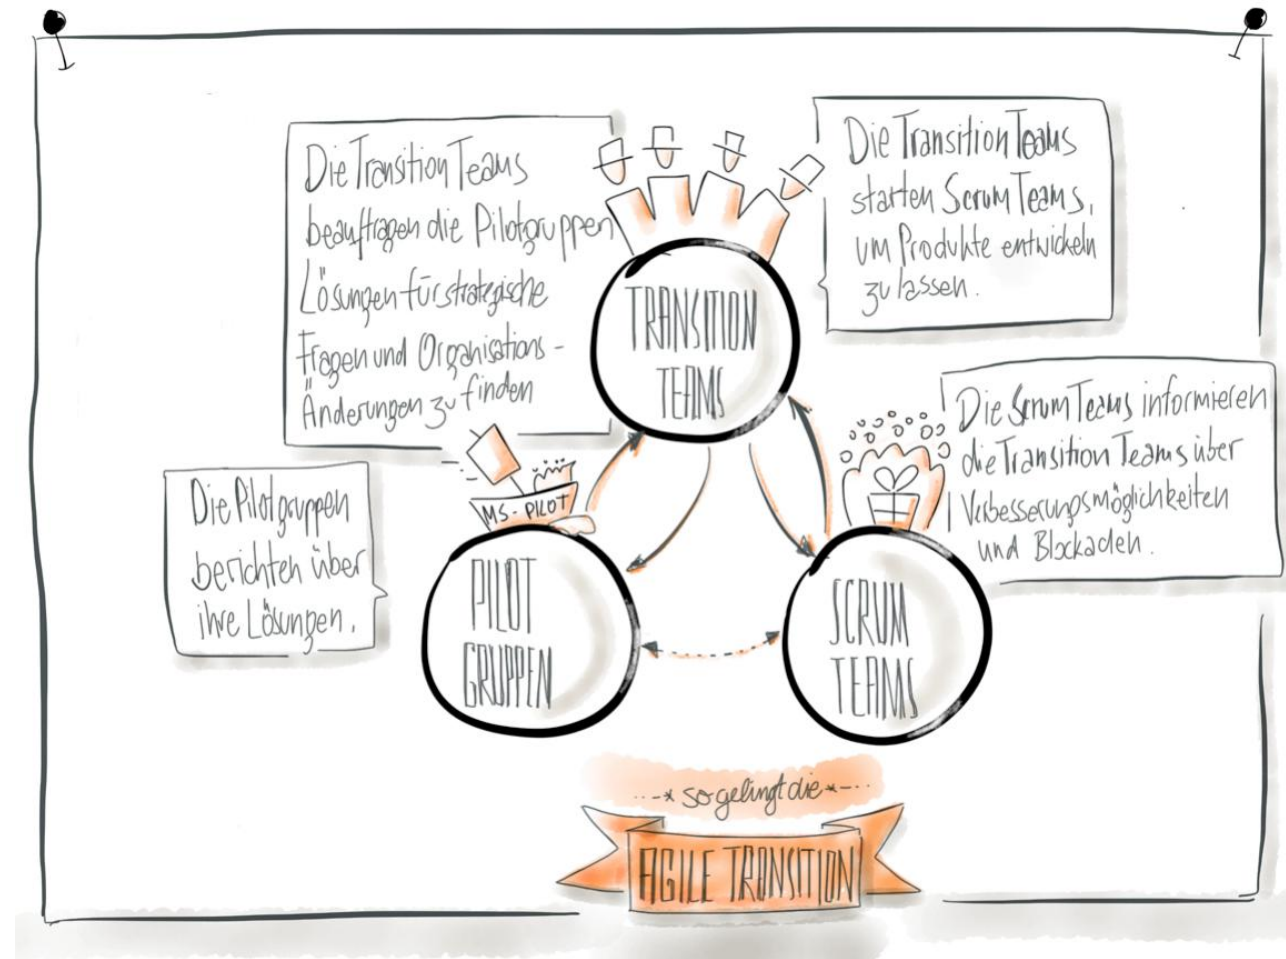 Die Transition Teams
beauftragen die Pilotgruppen
Lösungen für strategische
Fragen und Organisations-
Änderungen zu finden
Die Transition Teams
starten Scrum Teams,
um Produkte entwickeln
zu lassen.
TRANSITION
TEAMS
Die Scrum Teams informieren
die Transition Teams über
Verbesserungsmöglichkeiten
und Blockaden.
Die Pilotgruppen
berichten über
ihre Lösungen.
MS-PILOT
PILOT
GRUPPEN
SCRUM
TEAMS
so gelingt die
AGILE TRANSITION